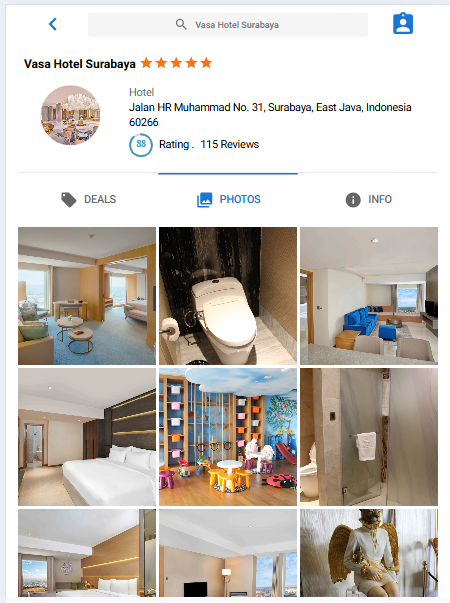 Vasa Hotel Surabaya
Vasa Hotel Surabaya
Hotel
Jalan HR Muhammad No. 31, Surabaya, East Java, Indonesia
60266
88 Rating . 115 Reviews
DEALS PHOTOS INFO